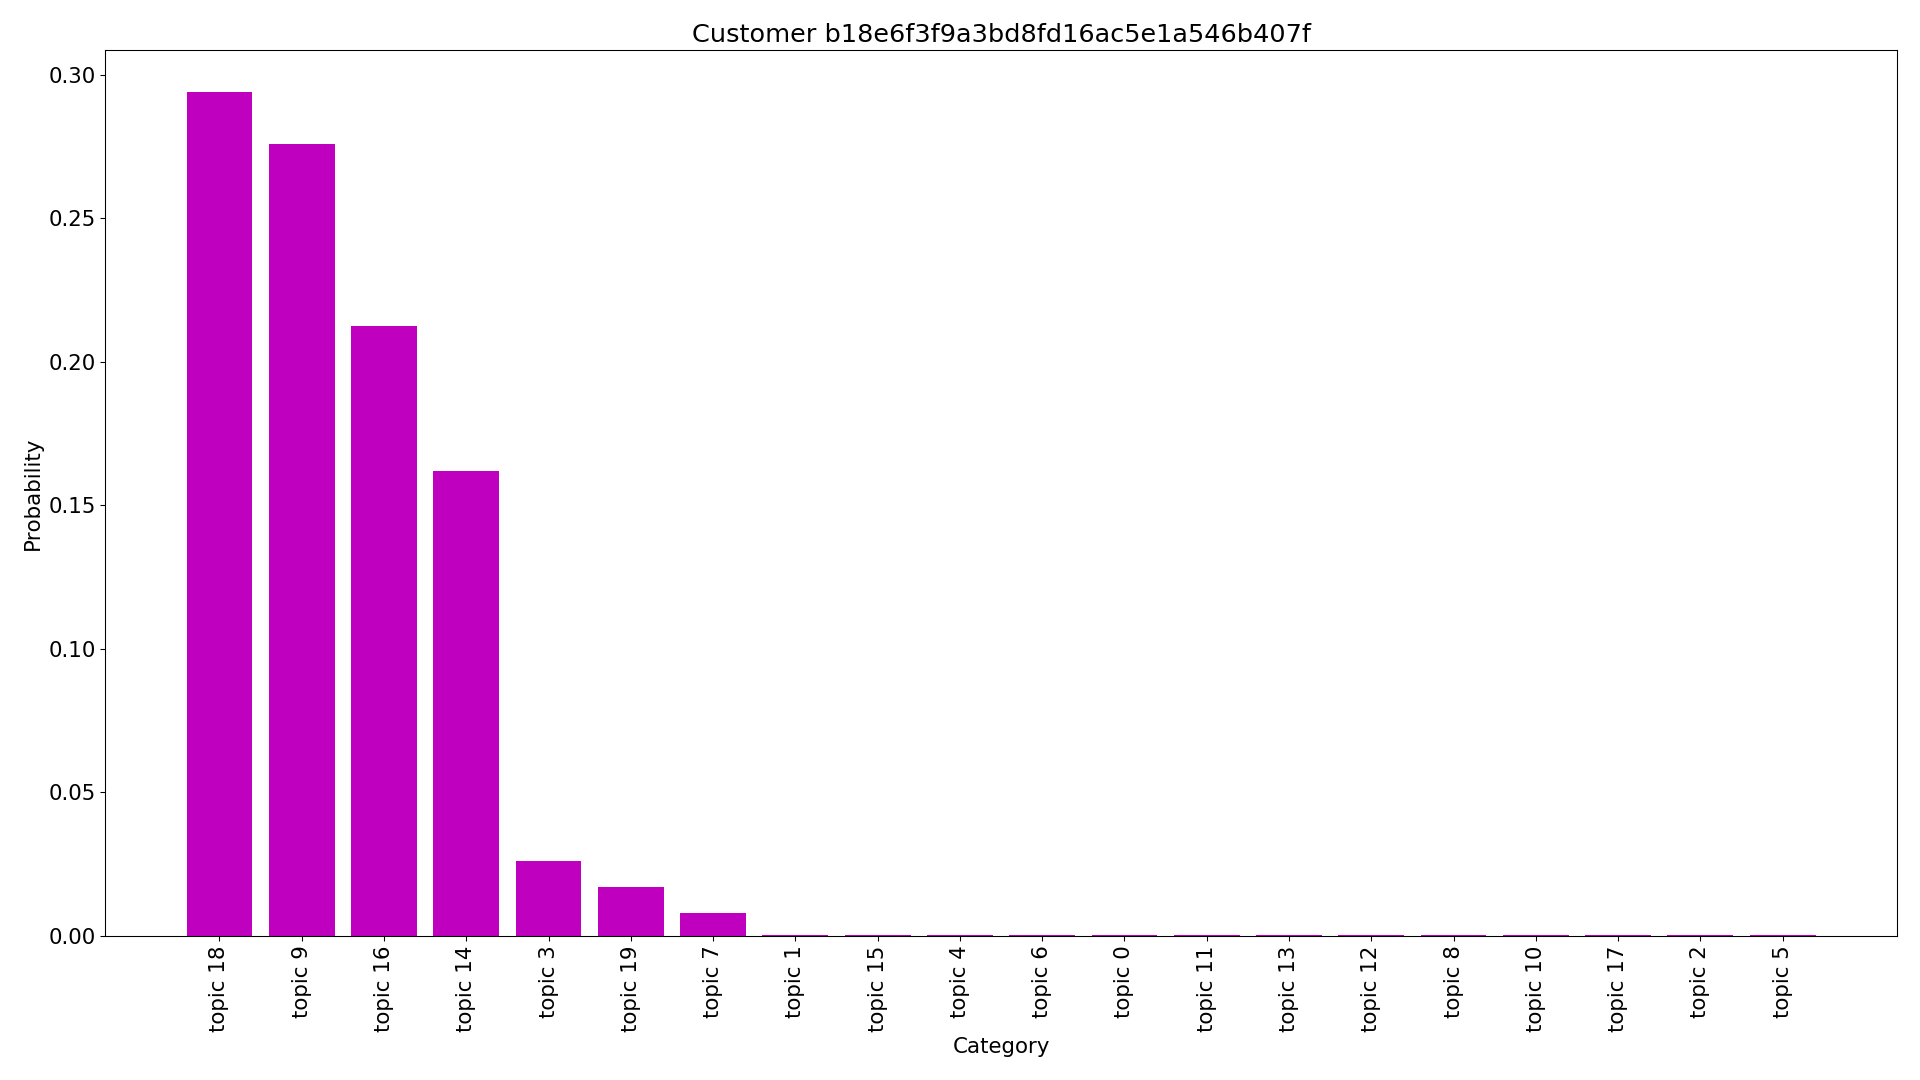 Customer b18e6f3f9a3bd8fd16ac5e1a546b407f
Probability
0.30
0.25
0.20
0.15
0.10
0.05
0.00
topic 18
topic 9
topic 16
topic 14
topic 3
topic 19
topic 7
topic 1
topic 15
topic 4
topic 6
topic 0
topic 11
topic 13
topic 12
topic 8
topic 10
topic 17
topic 2
topic 5
Category